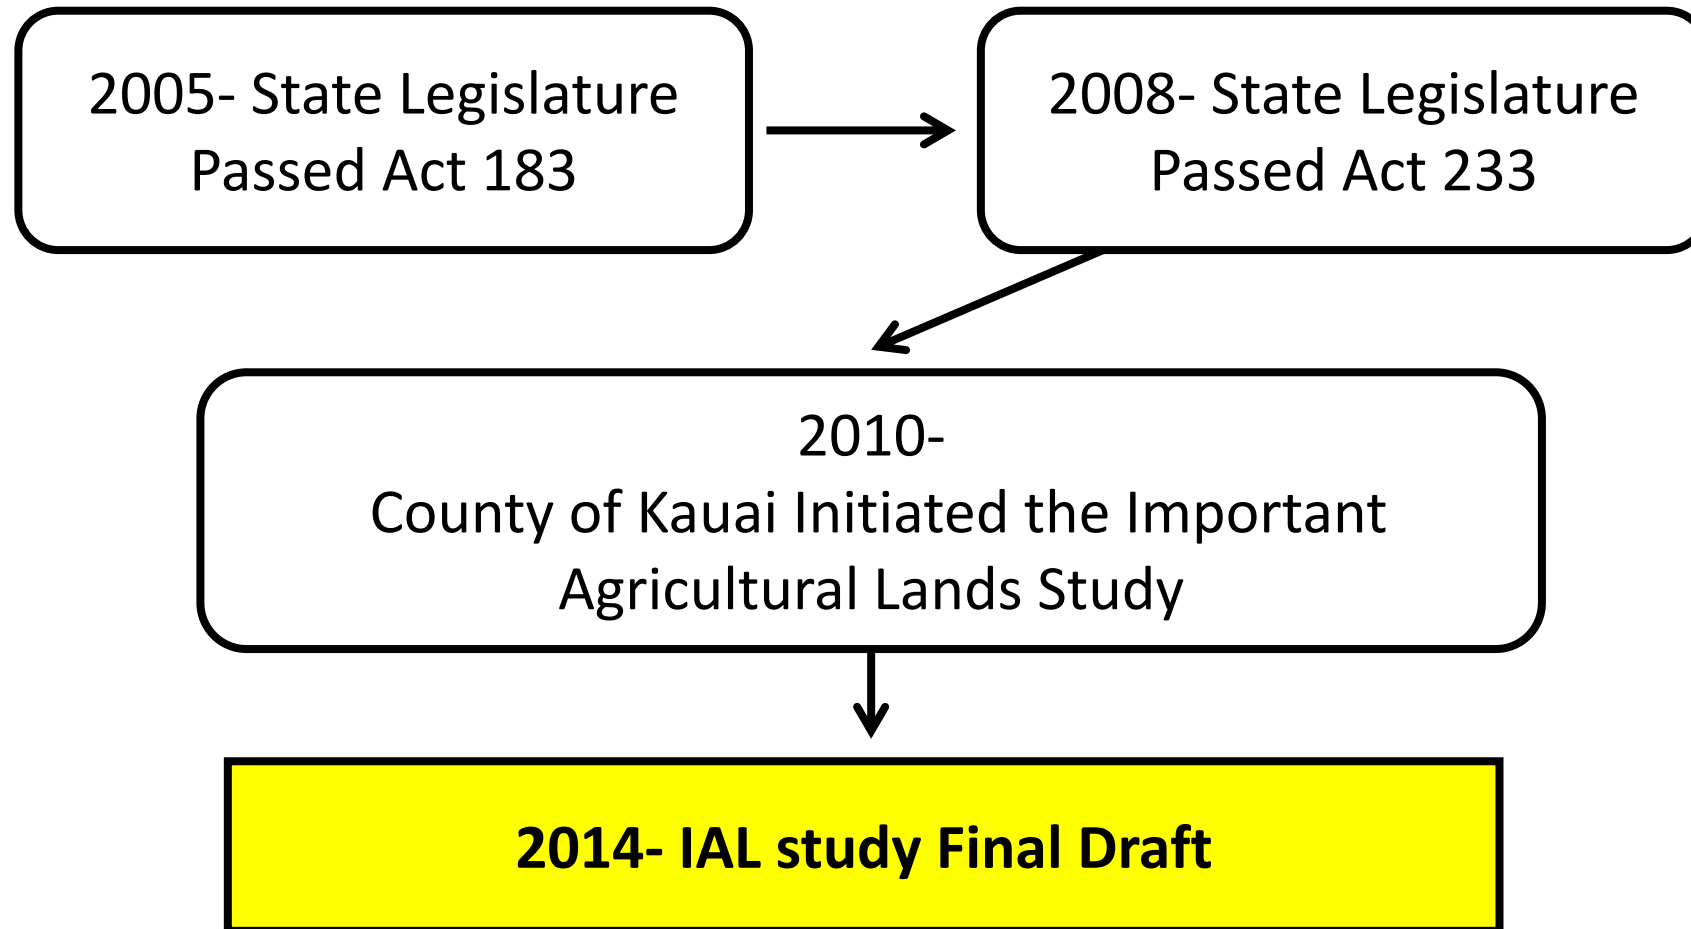 2005- State Legislature
Passed Act 183
2008- State Legislature
Passed Act 233
2010-
County of Kauai Initiated the Important
Agricultural Lands Study
2014- IAL study Final Draft